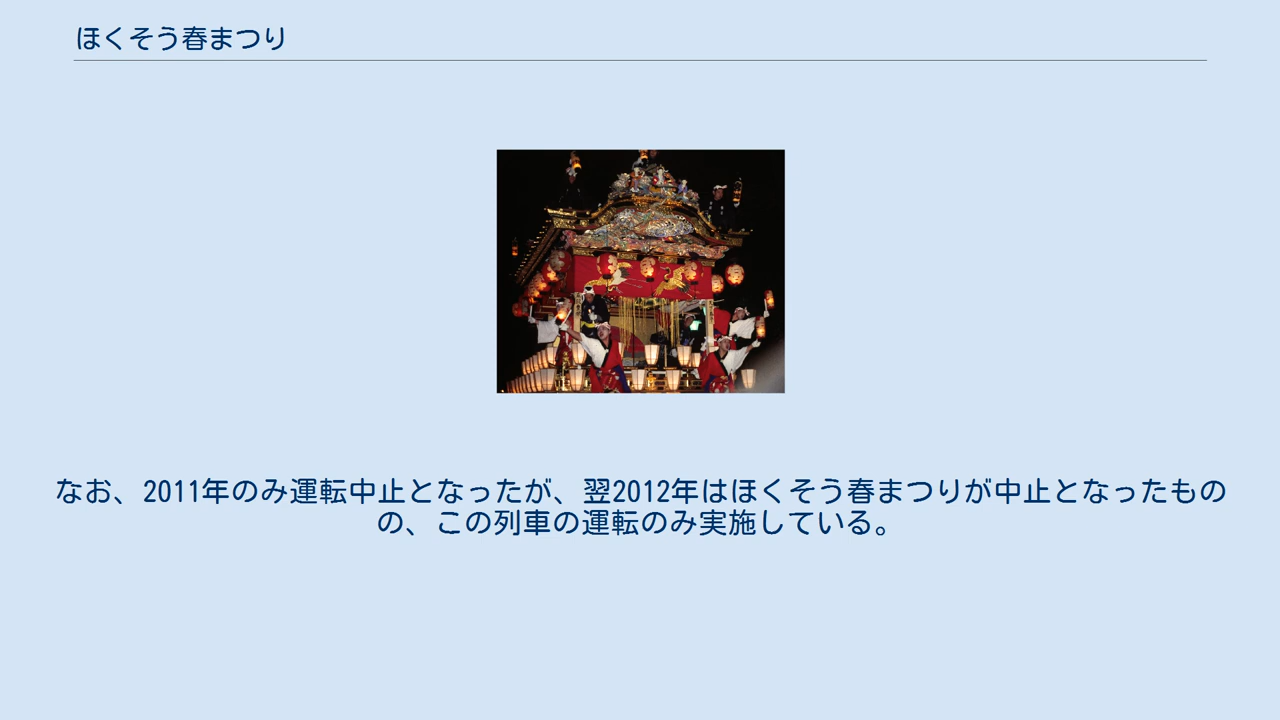 ほくそう春まつり
なお、2011年のみ運転中止となったが、翌2012年はほくそう春まつりが中止となったもの
の、この列車の運転のみ実施している。